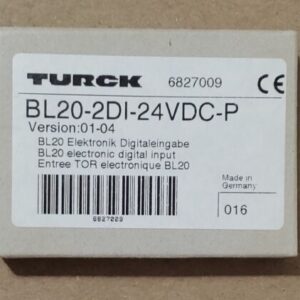 TURCK 6827009 CE
BL20-2DI-24VDC-P
Version:01-04
BL20 Elektronik Digitaleingabe
BL20 electronic digital input
Entree TOR electronique BL20
Made in
Germany
016
6827009